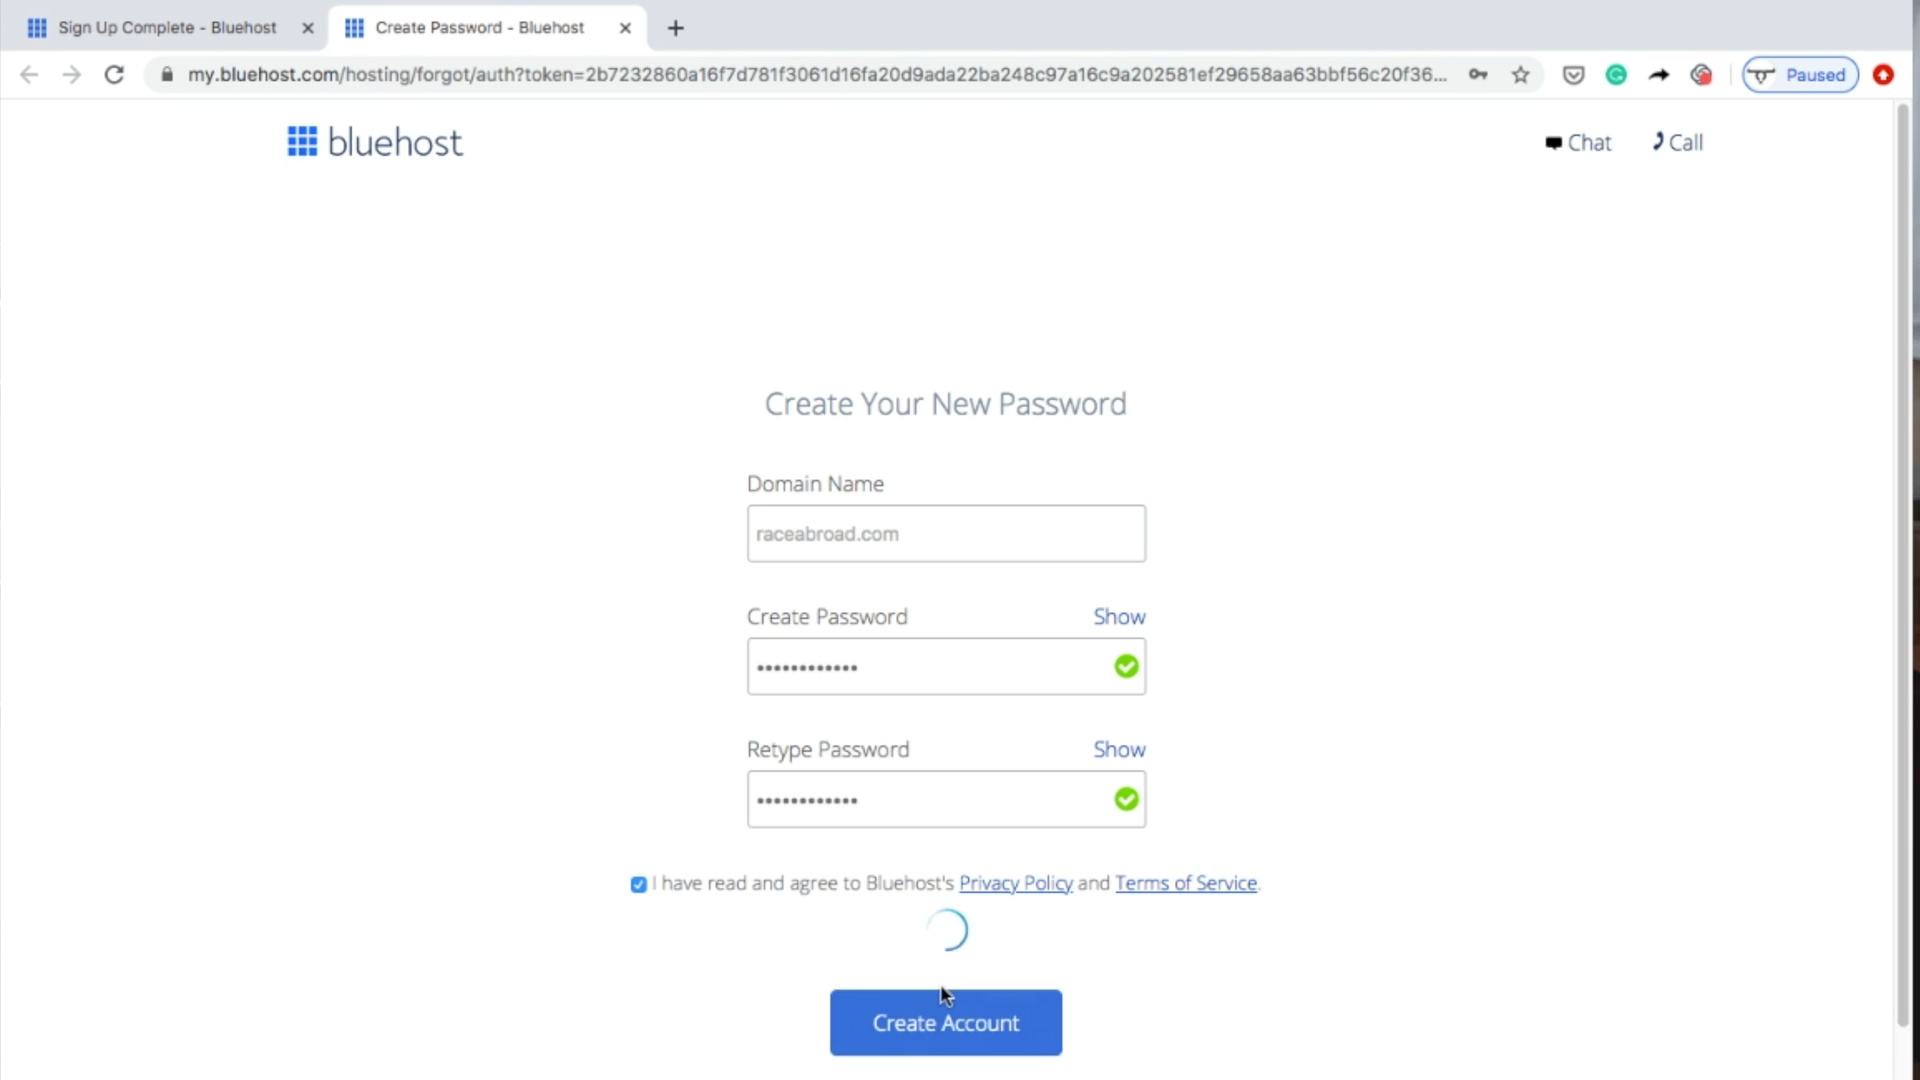 Sign Up Complete - Bluehost
Create Password - Bluehost
my.bluehost.com/hosting/forgot/auth?token=2b7232860a16f7d781f3061d16fa20d9ada22ba248c97a16c9a202581ef29658aa63bbf56c20f36...
Paused
bluehost
Chat
Call
Create Your New Password
Domain Name
raceabroad.com
Create Password Show
••••••••••••
Retype Password Show
••••••••••••
I have read and agree to Bluehost's Privacy Policy and Terms of Service.
Create Account